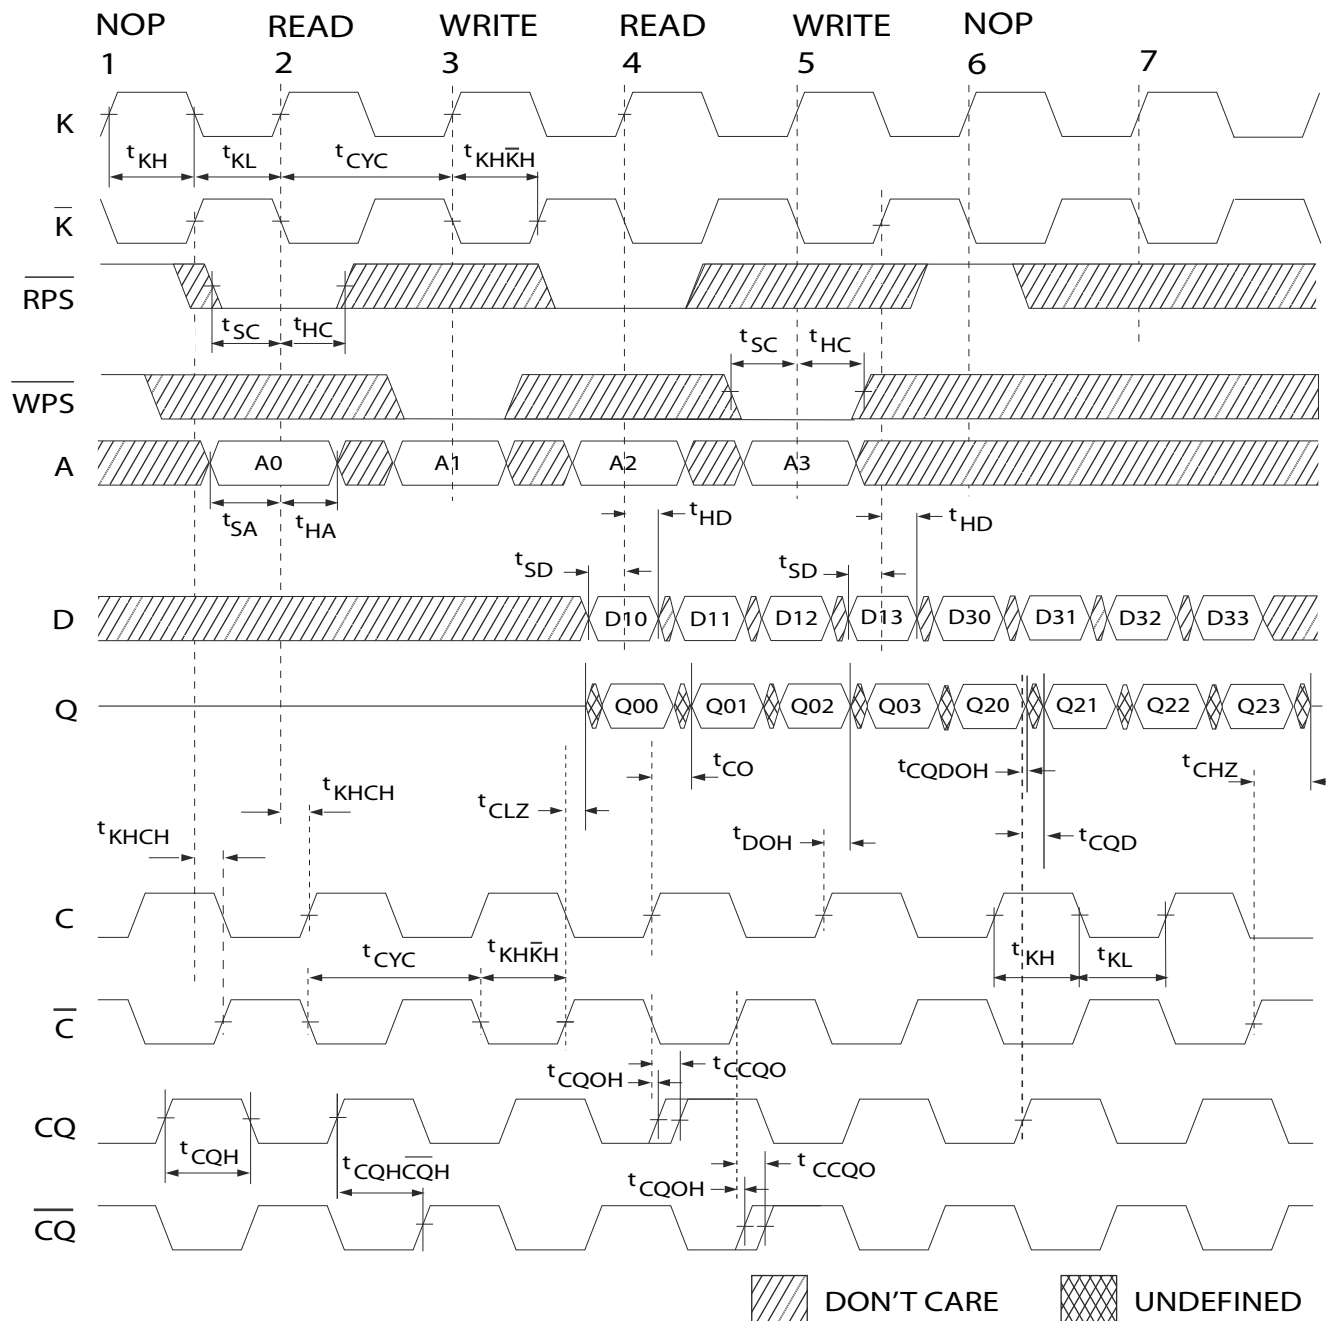 NOP READ WRITE READ WRITE NOP
1 2 3 4 5 6 7
K
tKH tKL tCYC tKHK̅H
K̅
R̅P̅S̅
tSC tHC
tSC tHC
W̅P̅S̅
A A0 A1 A2 A3
tSA tHA
tHD tHD
tSD tSD
D D10 D11 D12 D13 D30 D31 D32 D33
Q Q00 Q01 Q02 Q03 Q20 Q21 Q22 Q23
tCO tCQDOH tCHZ
tKHCH tCLZ
tKHCH tDOH tCQD
C
tCYC tKHK̅H tKH tKL
C̅
tCQOH tCCQO
CQ
tCQH tCQHC̅Q̅H tCCQO
tCQOH
C̅Q̅
DON'T CARE UNDEFINED